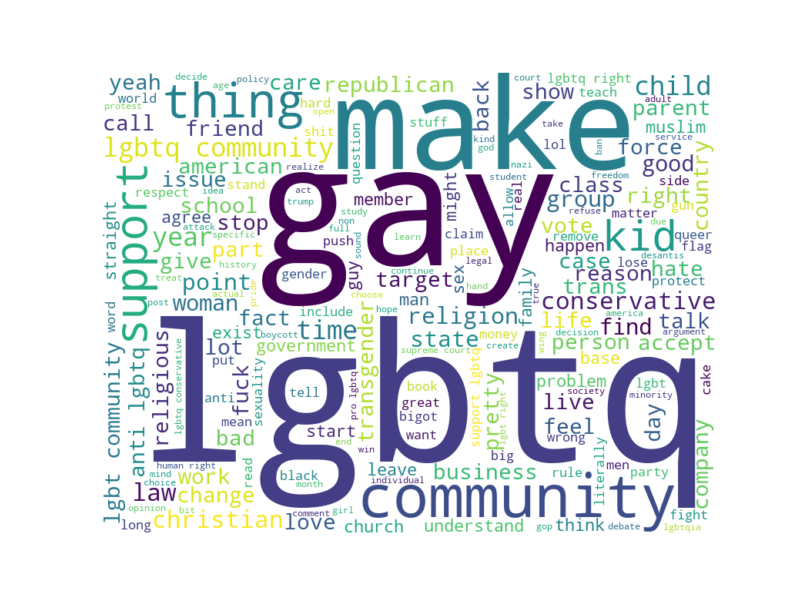 yeah
decide
age
policy
world
specific
protest
thing
care
hard
open
republican
make
stuff
back
court
lgbtq right
show
kind
god
take
teach
adult
child
parent
call
friend
shit
question
lol
nazi
ban
service
force
muslim
lgbtq community
american
realize
student
freedom
good
country
issue
stand
idea
act
trump
gay
member
might
allow
real
class
group
right
side
gun
support
respect
school
attack
study
non
full
push
claim
refuse
matter
due
straight
agree
stop
learn
sound
civil
vote
remove
queer
flag
kid
year
part
history
gender
continue
guy
place
legal
sex
happen
case
lose
desantis
give
treat
actual
pride
target
hand
reason
trans
hate
protect
point
post
choose
man
religion
family
true
conservative
woman
fact
include
hope
state
money
create
life
decision
america
argument
find
talk
word
exist
boycott
time
transgender
supreme court
wing
person
accept
lgbt community
anti lgbtq
religious
lgbtq conservative
put
lot
government
lgbtq
tell
pro lgbtq
book
support lgbtq
lgbt right
pretty
problem
base
lgbt
society
minority
cake
fuck
anti
mean
sexuality
great
bigot
live
feel
wrong
day
bad
read
start
end
win
want
big
men
literally
company
human right
mind
choice
work
black
month
leave
individual
business
rule
party
law
change
opinion
bit
girl
comment
community
fight
long
christian
love
church
understand
gop
think
debate
lgbtqia